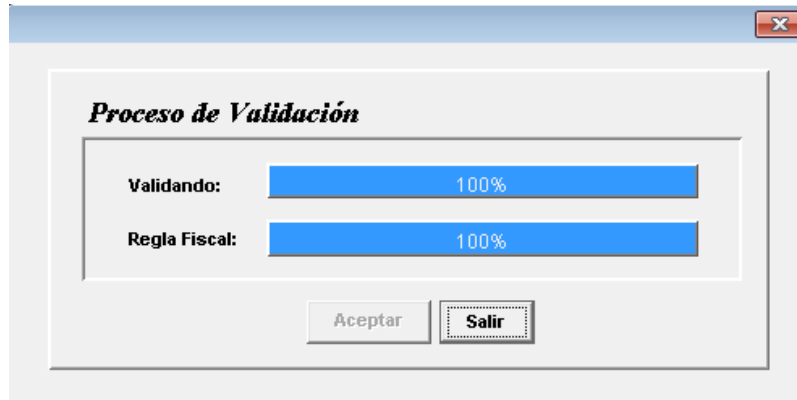 Proceso de Validación
Validando: 100%
Regla Fiscal: 100%
Aceptar Salir